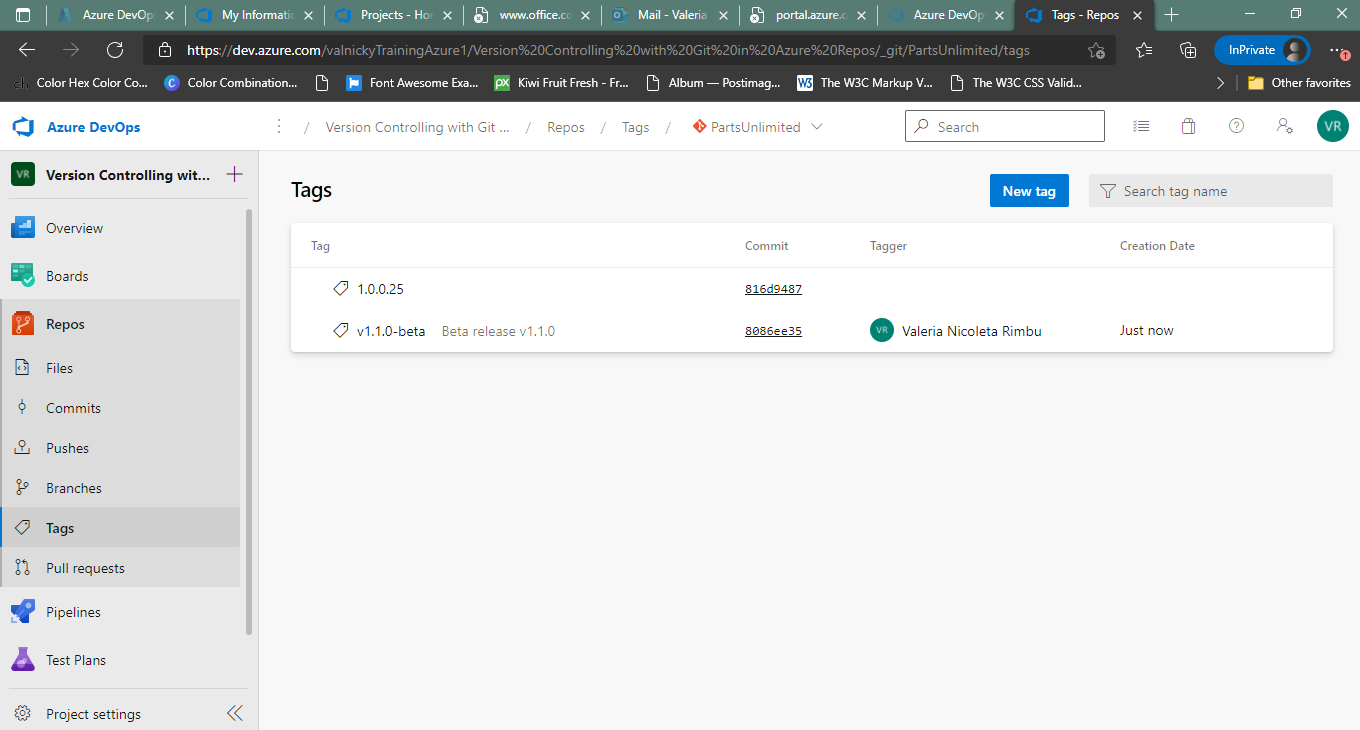 Azure DevOp
My Informati
Projects - Hor
www.office.co
Mail - Valeria
portal.azure.c
Azure DevOp
Tags - Repos
https://dev.azure.com/valnickyTrainingAzure1/Version%20Controlling%20with%20Git%20in%20Azure%20Repos/_git/PartsUnlimited/tags
InPrivate
Color Hex Color Co...
Color Combination...
Font Awesome Exa...
Kiwi Fruit Fresh - Fr...
Album — Postimag...
The W3C Markup V...
The W3C CSS Valid...
Other favorites
Azure DevOps
/ Version Controlling with Git ... / Repos / Tags / PartsUnlimited
Search
VR
VR Version Controlling wit...
Overview
Boards
Repos
Files
Commits
Pushes
Branches
Tags
Pull requests
Pipelines
Test Plans
Project settings
Tags
New tag
Search tag name
Tag Commit Tagger Creation Date
1.0.0.25 816d9487
v1.1.0-beta Beta release v1.1.0 8086ee35 VR Valeria Nicoleta Rimbu Just now